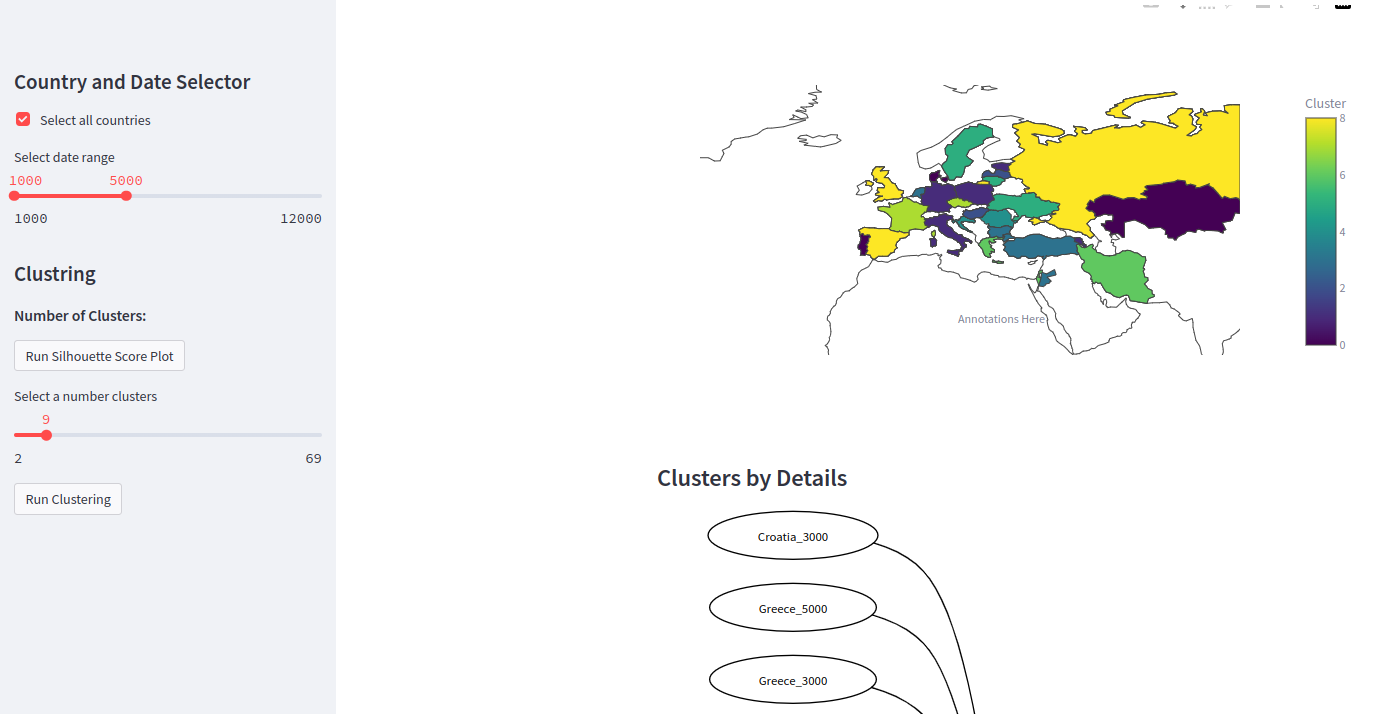 Country and Date Selector
Select all countries
Select date range
1000 5000
1000 12000
Clustring
Number of Clusters:
Run Silhouette Score Plot
Select a number clusters
9
2 69
Run Clustering
Cluster
8
6
4
2
0
Annotations Here
Clusters by Details
Croatia_3000
Greece_5000
Greece_3000